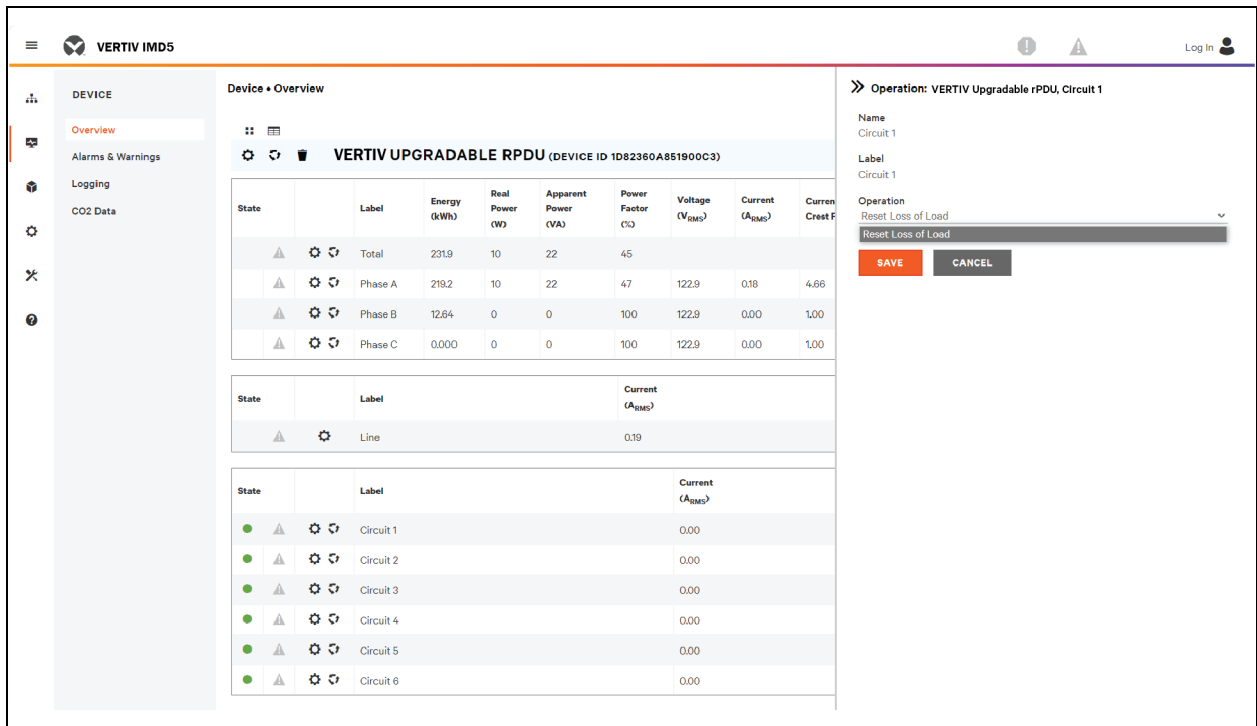 VERTIV IMD5
Log In
DEVICE
Overview
Alarms & Warnings
Logging
CO2 Data
Device • Overview
VERTIV UPGRADABLE RPDU (DEVICE ID 1D82360A851900C3)
State Label Energy (kWh) Real Power (W) Apparent Power (VA) Power Factor (%) Voltage (VRMS) Current (ARMS) Curren Crest F
Total 231.9 10 22 45
Phase A 219.2 10 22 47 122.9 0.18 4.66
Phase B 12.64 0 0 100 122.9 0.00 1.00
Phase C 0.000 0 0 100 122.9 0.00 1.00
State Label Current (ARMS)
Line 0.19
State Label Current (ARMS)
Circuit 1 0.00
Circuit 2 0.00
Circuit 3 0.00
Circuit 4 0.00
Circuit 5 0.00
Circuit 6 0.00
Operation: VERTIV Upgradable rPDU, Circuit 1
Name
Circuit 1
Label
Circuit 1
Operation
Reset Loss of Load
Reset Loss of Load
SAVE CANCEL